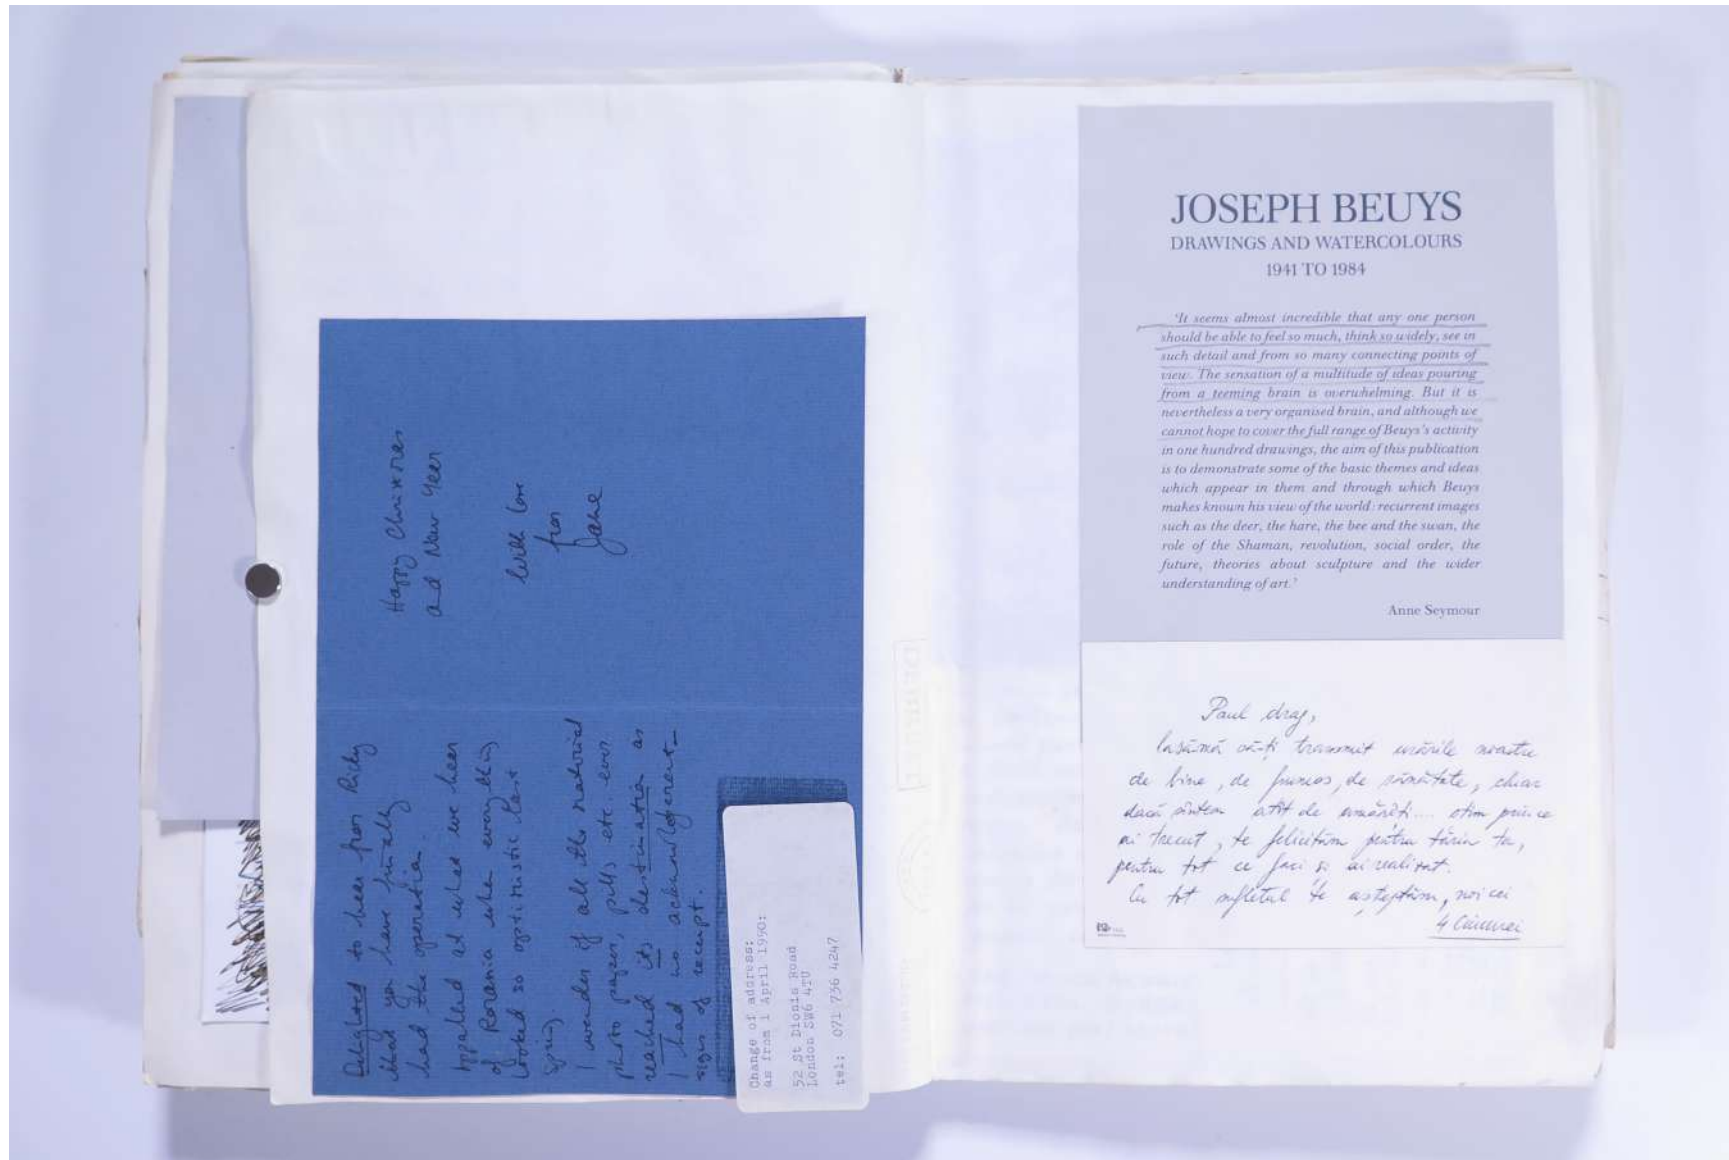 Happy Christmas
and New Year
with love
from
Jane
Delighted to hear from Ricky
that you have finally
had the operation.
Appalled at what we hear
of Romania when everything
looked so optimistic last
Spring.
I wonder if all the material
photo paper, pills etc. ever
reached its destination as
I had no acknowledgement
sign of receipt.
Change of address:
as from 1 April 1990:
52 St Dionis Road
London SW6 4TU
tel: 071 736 4247
JOSEPH BEUYS
DRAWINGS AND WATERCOLOURS
1941 TO 1984
'It seems almost incredible that any one person
should be able to feel so much, think so widely, see in
such detail and from so many connecting points of
view. The sensation of a multitude of ideas pouring
from a teeming brain is overwhelming. But it is
nevertheless a very organised brain, and although we
cannot hope to cover the full range of Beuys's activity
in one hundred drawings, the aim of this publication
is to demonstrate some of the basic themes and ideas
which appear in them and through which Beuys
makes known his view of the world: recurrent images
such as the deer, the hare, the bee and the swan, the
role of the Shaman, revolution, social order, the
future, theories about sculpture and the wider
understanding of art.'
Anne Seymour
Paul drag,
lasă-mă să-ți transmit urările noastre
de bine, de frumos, de sănătate, chiar
dacă sîntem atît de amărîți.... știm prin ce
ai trecut, te felicităm pentru tăria ta,
pentru tot ce faci și ai realizat.
Cu tot sufletul te așteptăm, noi cei
4